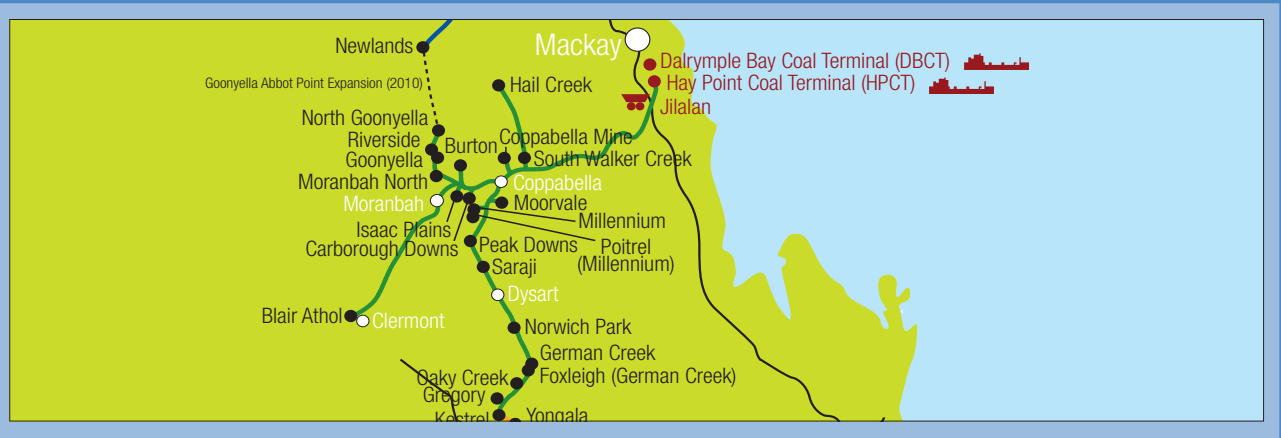 Newlands
Mackay
Dalrymple Bay Coal Terminal (DBCT)
Goonyella Abbot Point Expansion (2010)
Hail Creek
Hay Point Coal Terminal (HPCT)
Jilalan
North Goonyella
Riverside
Burton
Coppabella Mine
Goonyella
South Walker Creek
Moranbah North
Coppabella
Moranbah
Moorvale
Isaac Plains
Millennium
Carborough Downs
Peak Downs
Poitrel
(Millennium)
Saraji
Dysart
Blair Athol
Clermont
Norwich Park
German Creek
Oaky Creek
Foxleigh (German Creek)
Gregory
Kestrel
Yongala